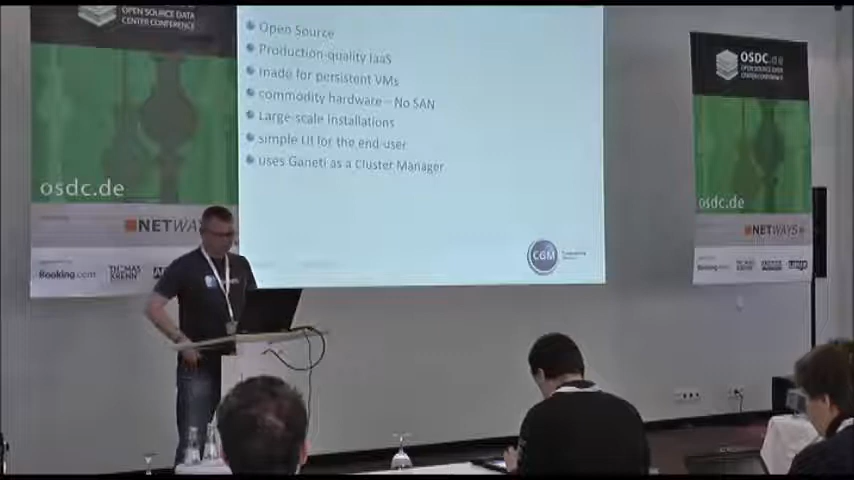 OPEN SOURCE DATA
CENTER CONFERENCE
osdc.de
NETWAYS
Booking.com
THOMAS
KRENN
Open Source
Production-quality IaaS
made for persistent VMs
commodity hardware – No SAN
Large-scale installations
simple UI for the end-user
uses Ganeti as a Cluster Manager
CGM
OSDC.de
OPEN SOURCE DATA
CENTER CONFERENCE
osdc.de
NETWAYS
Booking.com